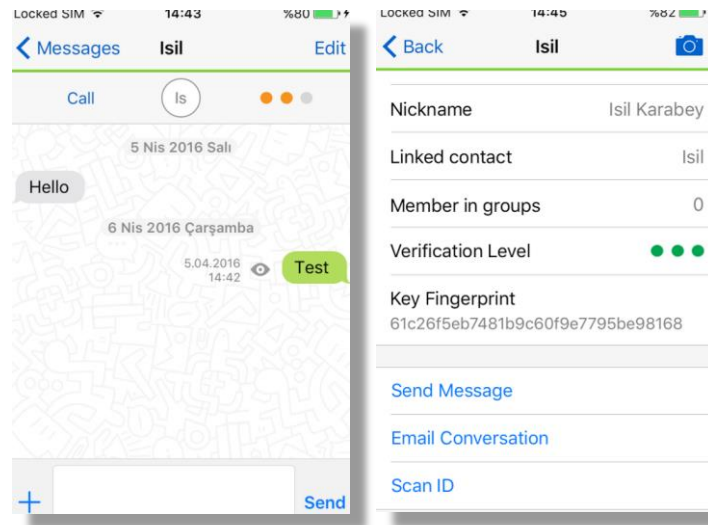 Locked SIM 14:43 %80
Messages Isil Edit
Call Is
5 Nis 2016 Salı
Hello
6 Nis 2016 Çarşamba
5.04.2016
14:42
Test
Send
Locked SIM 14:45 %82
Back Isil
Nickname Isil Karabey
Linked contact Isil
Member in groups 0
Verification Level
Key Fingerprint
61c26f5eb7481b9c60f9e7795be98168
Send Message
Email Conversation
Scan ID